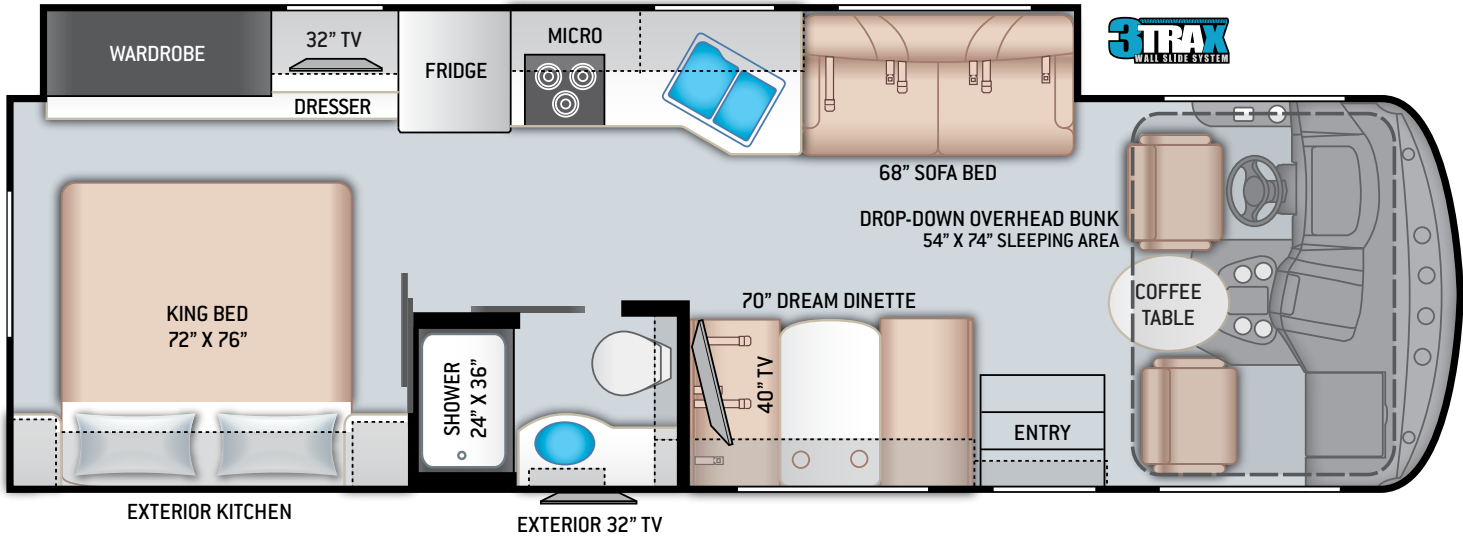 WARDROBE
32” TV
DRESSER
FRIDGE
MICRO
3TRAX
WALL SLIDE SYSTEM
68” SOFA BED
DROP-DOWN OVERHEAD BUNK
54” X 74” SLEEPING AREA
COFFEE
TABLE
KING BED
72” X 76”
70” DREAM DINETTE
SHOWER
24” X 36”
40” TV
ENTRY
EXTERIOR KITCHEN
EXTERIOR 32” TV